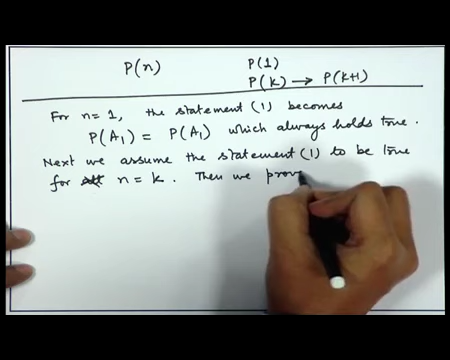 P(n) P(1)
P(k) → P(k+1)
For n=1, the statement (1) becomes
P(A₁) = P(A₁) which always holds true.
Next we assume the statement (1) to be true
for n = k. Then we prov